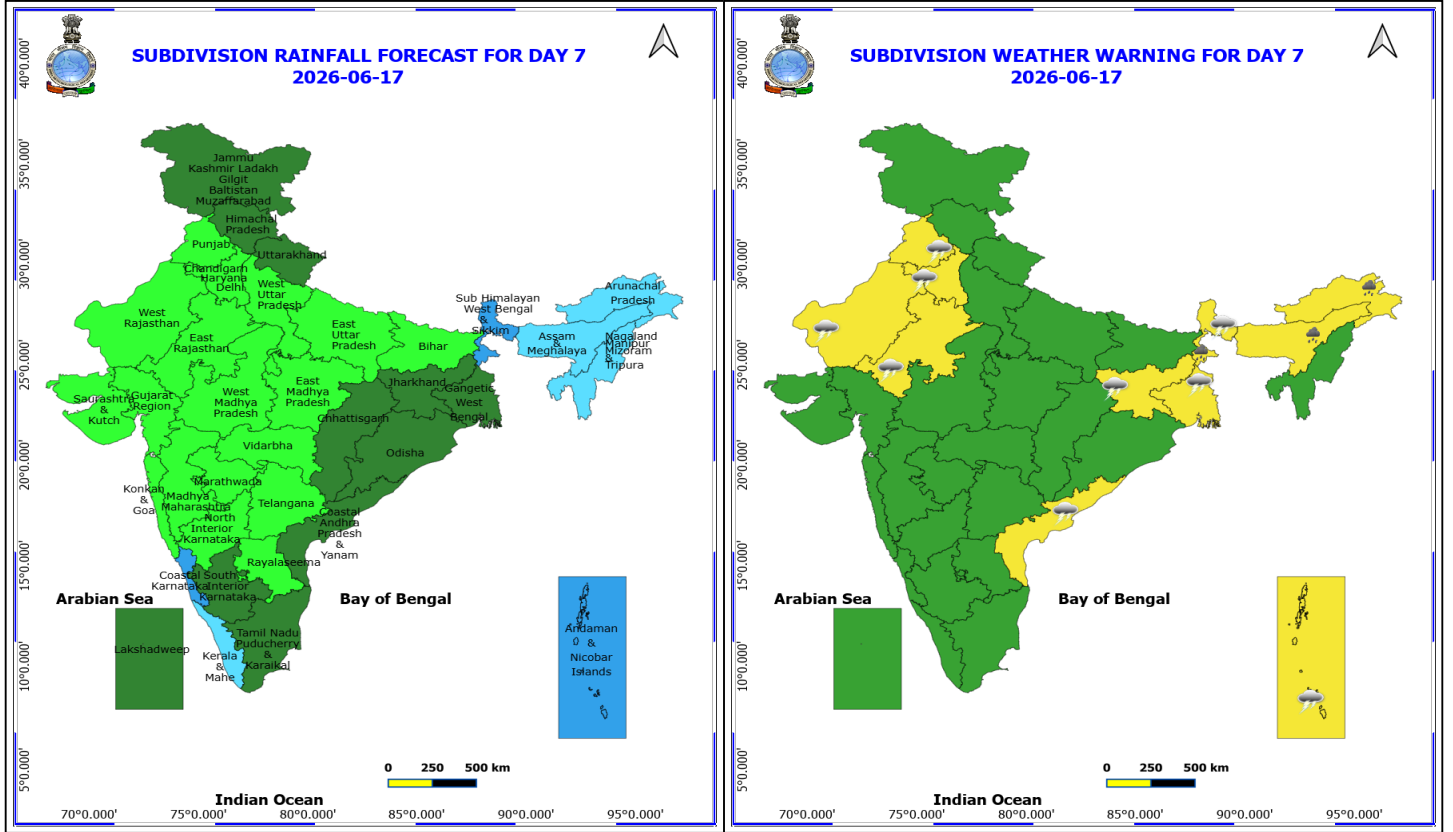 SUBDIVISION RAINFALL FORECAST FOR DAY 7
2026-06-17
40°0.000'
35°0.000'
30°0.000'
25°0.000'
20°0.000'
15°0.000'
10°0.000'
5°0.000'
Jammu
Kashmir Ladakh
Gilgit
Baltistan
Muzaffarabad
Himachal
Pradesh
Punjab
Uttarakhand
Chandigarh
Haryana
Delhi
West
Uttar
Pradesh
West
Rajasthan
East
Rajasthan
East
Uttar
Pradesh
Bihar
Sub Himalayan
West Bengal
&
Sikkim
Arunachal
Pradesh
Assam
&
Meghalaya
Nagaland
Manipur
Mizoram
&
Tripura
Saurashtra
&
Kutch
Gujarat
Region
West
Madhya
Pradesh
East
Madhya
Pradesh
Jharkhand
Gangetic
West
Bengal
Chhattisgarh
Odisha
Vidarbha
Marathwada
Konkan
&
Goa
Madhya
Maharashtra
Telangana
North
Interior
Karnataka
Coastal
Andhra
Pradesh
&
Yanam
Rayalaseema
Coastal
Karnataka
South
Interior
Karnataka
Arabian Sea
Bay of Bengal
Lakshadweep
Kerala
&
Mahe
Tamil Nadu
Puducherry
&
Karaikal
Andaman
&
Nicobar
Islands
0 250 500 km
Indian Ocean
70°0.000' 75°0.000' 80°0.000' 85°0.000' 90°0.000' 95°0.000'
SUBDIVISION WEATHER WARNING FOR DAY 7
2026-06-17
40°0.000'
35°0.000'
30°0.000'
25°0.000'
20°0.000'
15°0.000'
10°0.000'
5°0.000'
Arabian Sea
Bay of Bengal
0 250 500 km
Indian Ocean
70°0.000' 75°0.000' 80°0.000' 85°0.000' 90°0.000' 95°0.000'